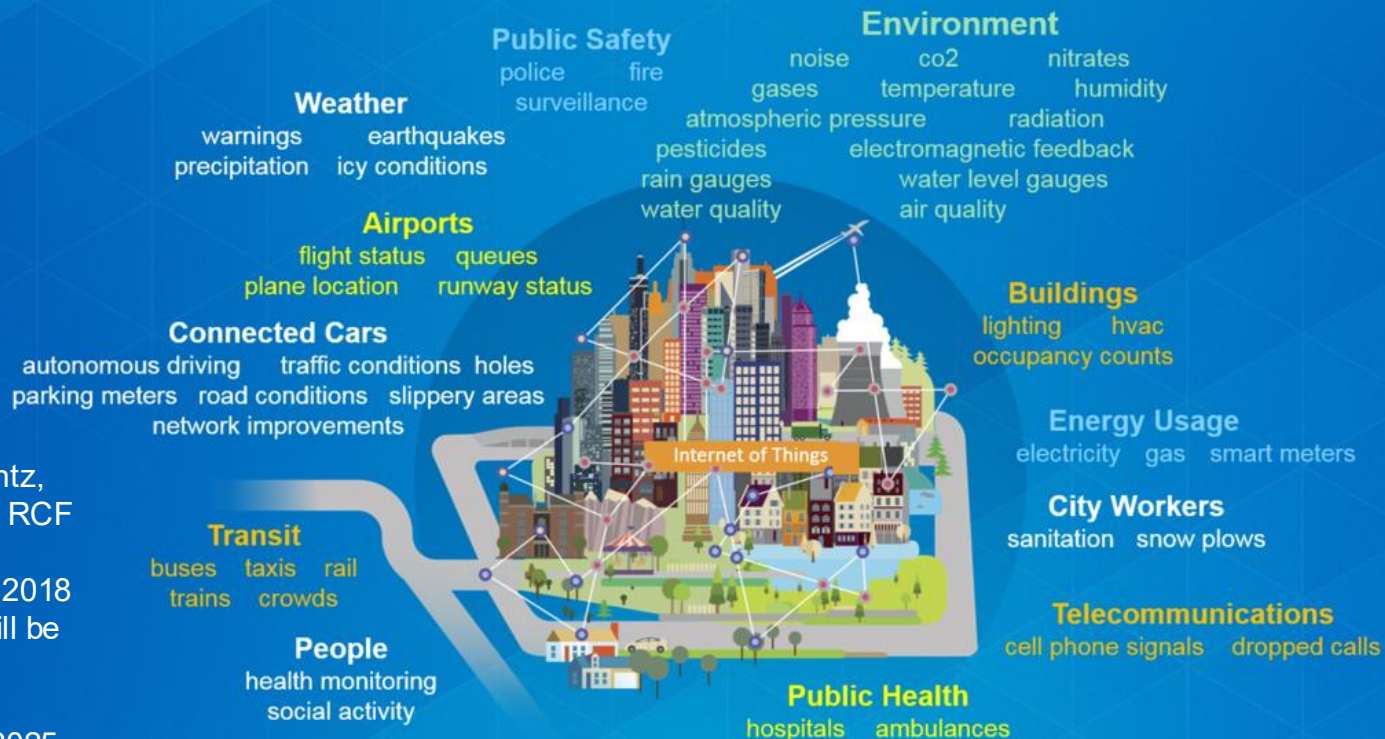 Public Safety
police fire
surveillance
Environment
noise co2 nitrates
gases temperature humidity
atmospheric pressure radiation
pesticides electromagnetic feedback
rain gauges water level gauges
water quality air quality
Weather
warnings earthquakes
precipitation icy conditions
Airports
flight status queues
plane location runway status
Connected Cars
autonomous driving traffic conditions holes
parking meters road conditions slippery areas
network improvements
Buildings
lighting hvac
occupancy counts
Internet of Things
Energy Usage
electricity gas smart meters
City Workers
sanitation snow plows
RCF
2018
be
Transit
buses taxis rail
trains crowds
Telecommunications
cell phone signals dropped calls
People
health monitoring
social activity
Public Health
hospitals ambulances
2025